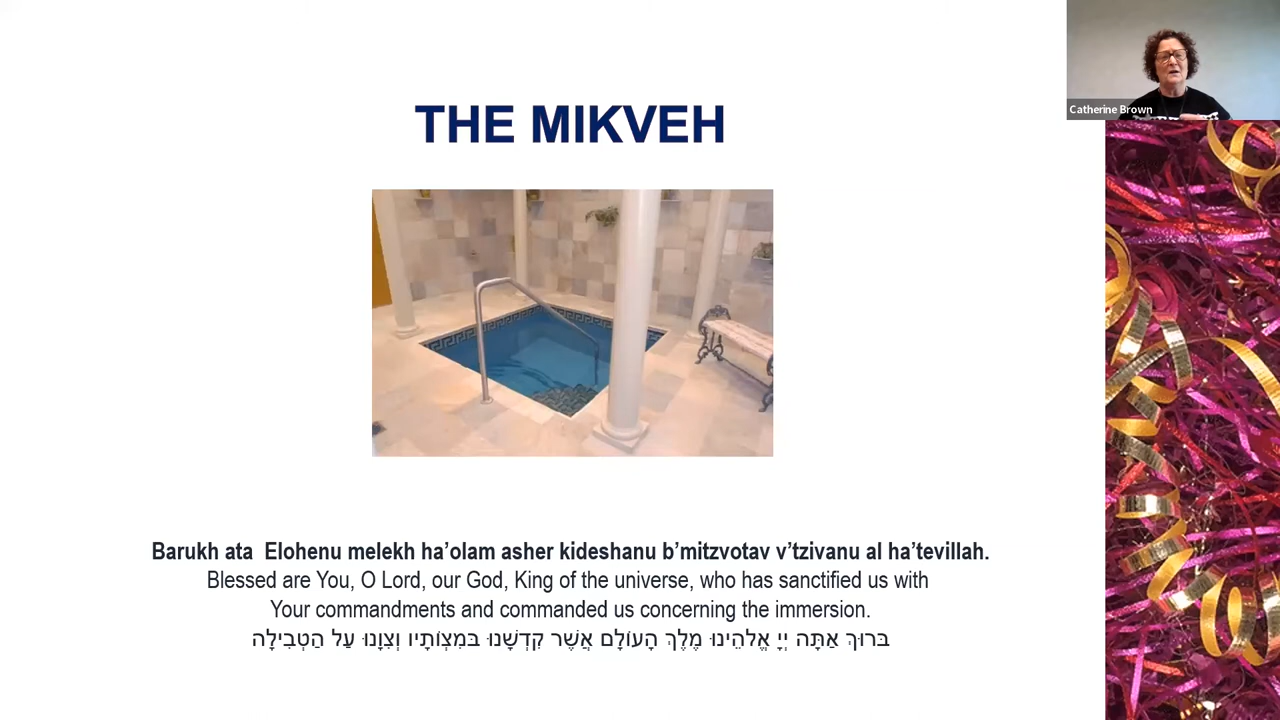 THE MIKVEH
Catherine Brown
Barukh ata  Elohenu melekh ha’olam asher kideshanu b’mitzvotav v’tzivanu al ha’tevillah.
Blessed are You, O Lord, our God, King of the universe, who has sanctified us with
Your commandments and commanded us concerning the immersion.
בּרוּךְ אַתָּה יְיָ אֱלֹהֵינוּ מֶלֶךְ הָעוֹלָם אֲשֶׁר קִדְשָׁנוּ בּמִצְוֹתָיו וְצִוָנוּ עַל הַטְבִילָה